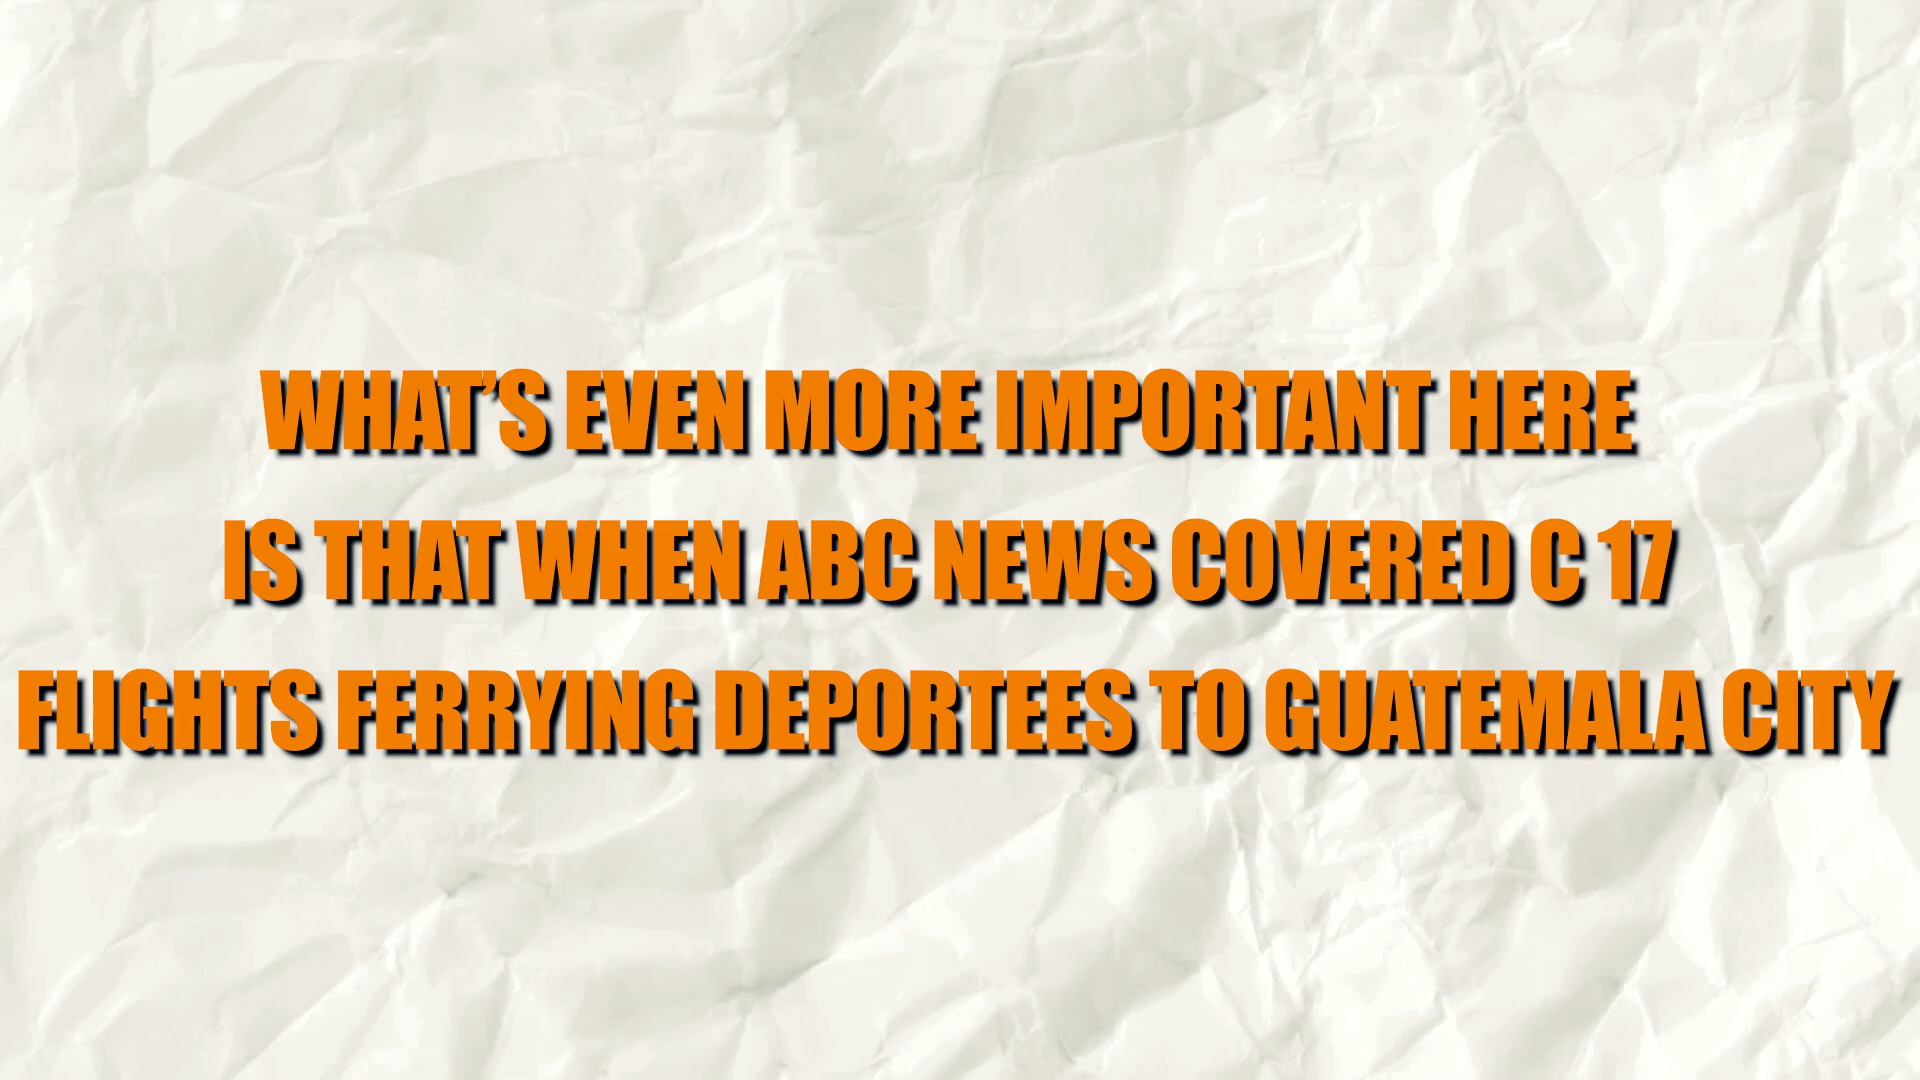 WHAT’S EVEN MORE IMPORTANT HERE
IS THAT WHEN ABC NEWS COVERED C 17
FLIGHTS FERRYING DEPORTEES TO GUATEMALA CITY